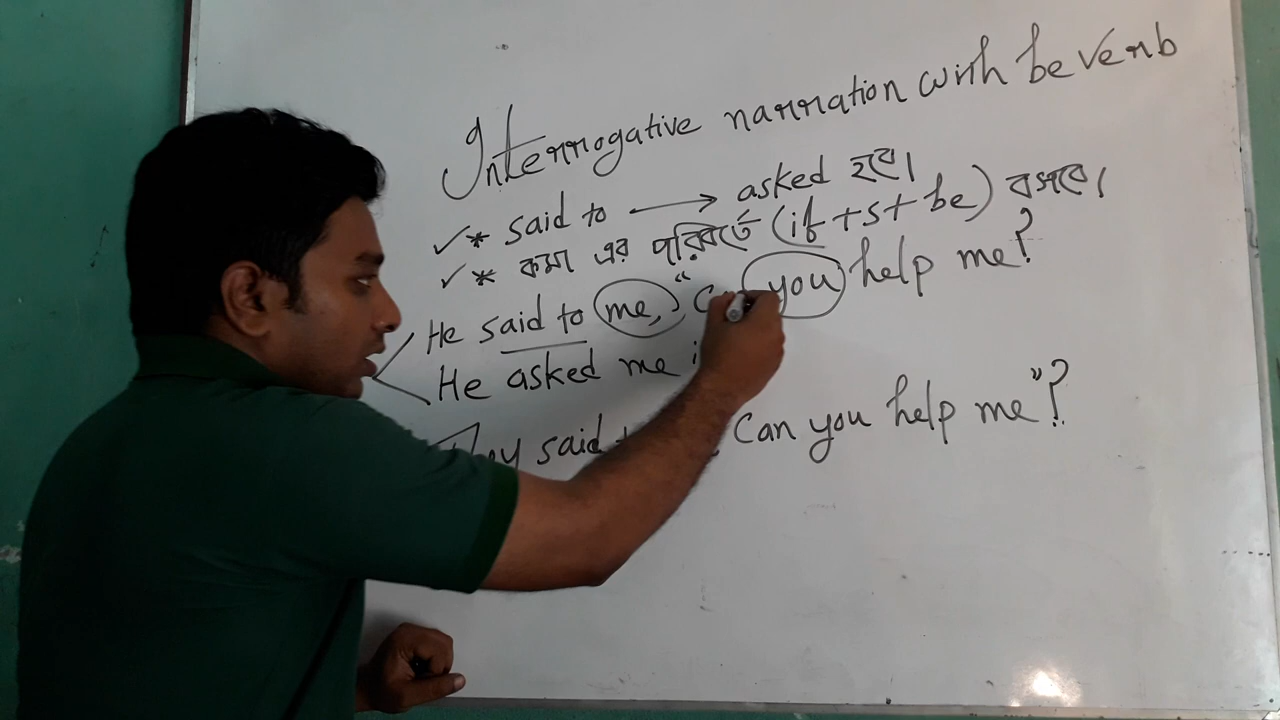 Interrogative narration with be verb
✓* said to → asked হবে।
✓* কমা এর পরিবর্তে (if + s + be) বসবে।
He said to me, “ you help me?
He asked me
They said Can you help me”?